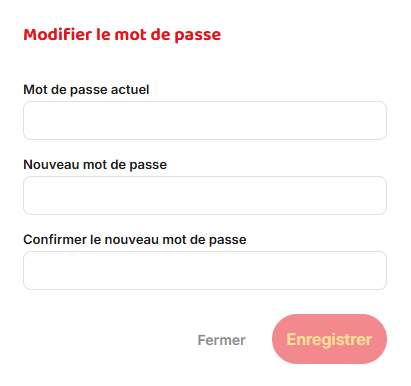 Modifier le mot de passe
Mot de passe actuel
Nouveau mot de passe
Confirmer le nouveau mot de passe
Fermer
Enregistrer